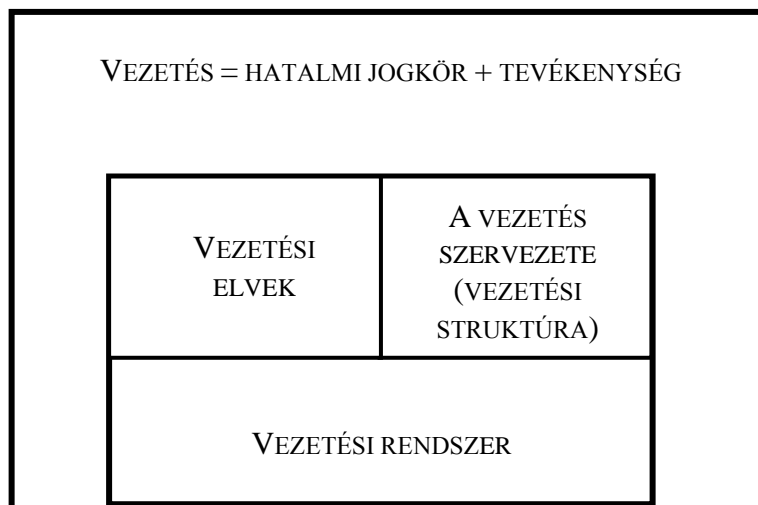 VEZETÉS = HATALMI JOGKÖR + TEVÉKENYSÉG
VEZETÉSI
ELVEK
A VEZETÉS
SZERVEZETE
(VEZETÉSI
STRUKTÚRA)
VEZETÉSI RENDSZER